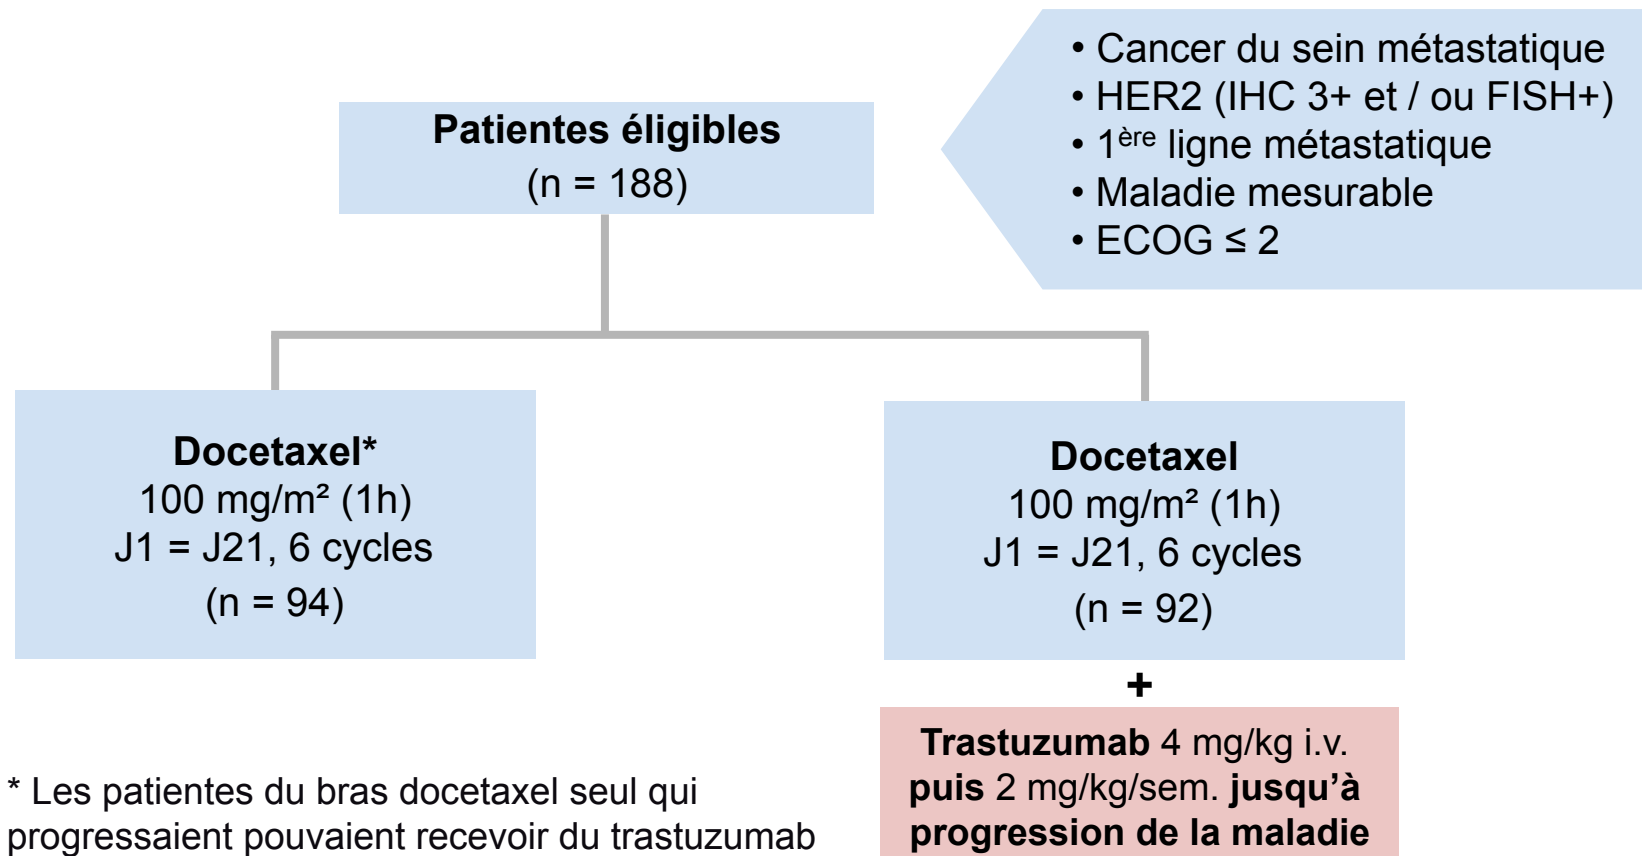 Patientes éligibles
(n = 188)
• Cancer du sein métastatique
• HER2 (IHC 3+ et / ou FISH+)
• 1ère ligne métastatique
• Maladie mesurable
• ECOG ≤ 2
Docetaxel*
100 mg/m² (1h)
J1 = J21, 6 cycles
(n = 94)
Docetaxel
100 mg/m² (1h)
J1 = J21, 6 cycles
(n = 92)
+
Trastuzumab 4 mg/kg i.v.
puis 2 mg/kg/sem. jusqu’à
progression de la maladie
* Les patientes du bras docetaxel seul qui
progressaient pouvaient recevoir du trastuzumab